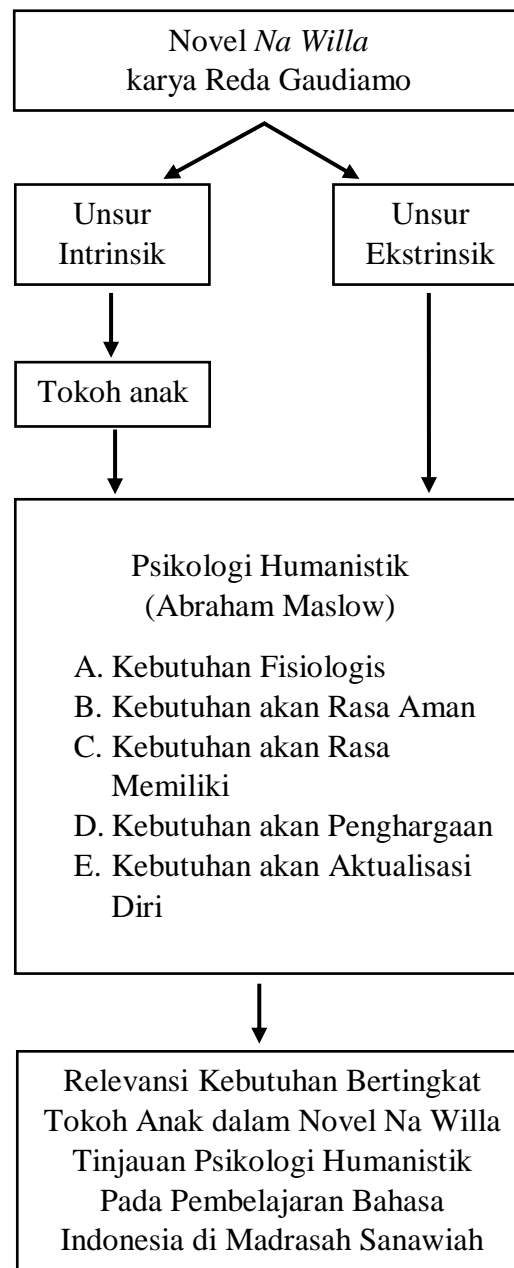 Novel Na Willa
karya Reda Gaudiamo
Unsur
Intrinsik
Unsur
Ekstrinsik
Tokoh anak
Psikologi Humanistik
(Abraham Maslow)
A. Kebutuhan Fisiologis
B. Kebutuhan akan Rasa Aman
C. Kebutuhan akan Rasa
Memiliki
D. Kebutuhan akan Penghargaan
E. Kebutuhan akan Aktualisasi
Diri
Relevansi Kebutuhan Bertingkat
Tokoh Anak dalam Novel Na Willa
Tinjauan Psikologi Humanistik
Pada Pembelajaran Bahasa
Indonesia di Madrasah Sanawiah